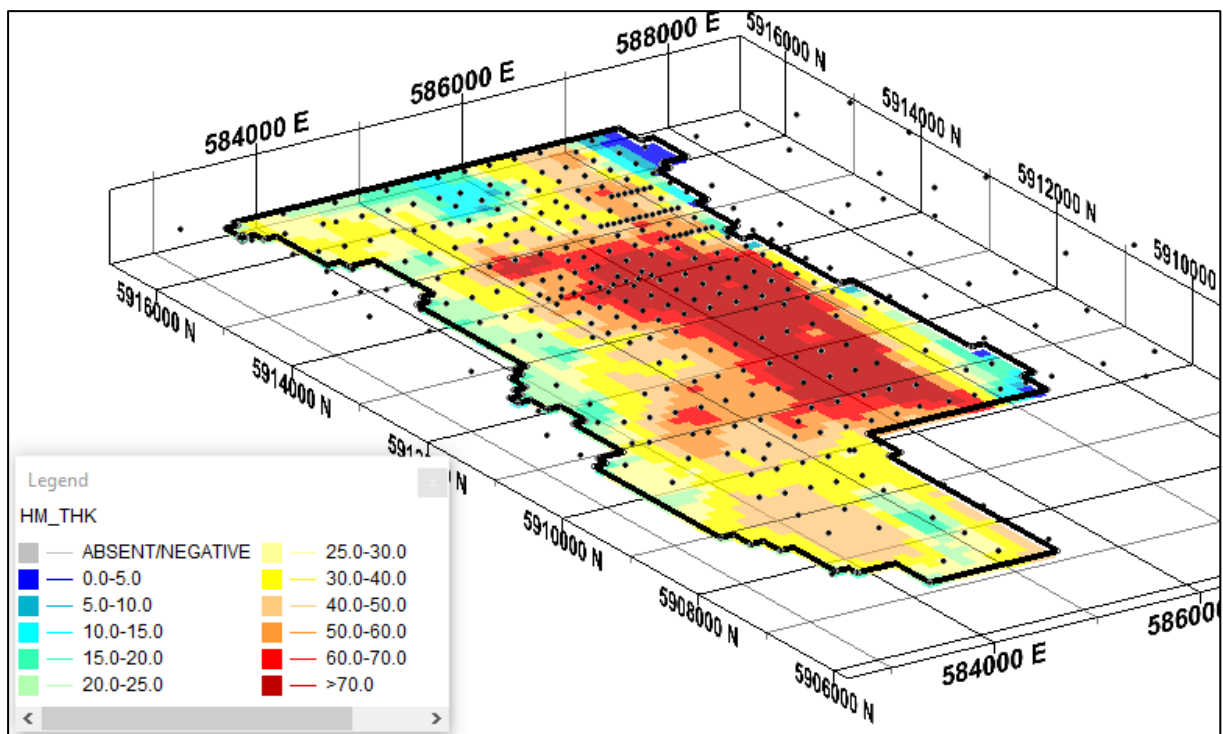 588000 E
5916000 N
586000 E
5914000 N
584000 E
5912000 N
5910000
5916000 N
5914000 N
N
5910000 N
5908000 N
5906000 N
584000 E
586000
Legend
x
HM_THK
ABSENT/NEGATIVE
0.0-5.0
5.0-10.0
10.0-15.0
15.0-20.0
20.0-25.0
25.0-30.0
30.0-40.0
40.0-50.0
50.0-60.0
60.0-70.0
>70.0